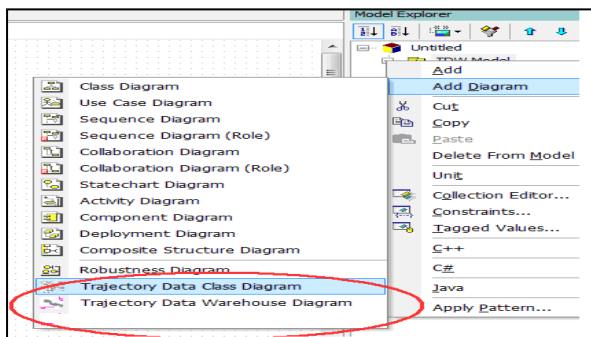 Model Explorer
Untitled
TDW Model
Add
Add Diagram
Cut
Copy
Paste
Delete From Model
Unit
Collection Editor...
Constraints...
Tagged Values...
C++
C#
Java
Apply Pattern...
Class Diagram
Use Case Diagram
Sequence Diagram
Sequence Diagram (Role)
Collaboration Diagram
Collaboration Diagram (Role)
Statechart Diagram
Activity Diagram
Component Diagram
Deployment Diagram
Composite Structure Diagram
Robustness Diagram
Trajectory Data Class Diagram
Trajectory Data Warehouse Diagram